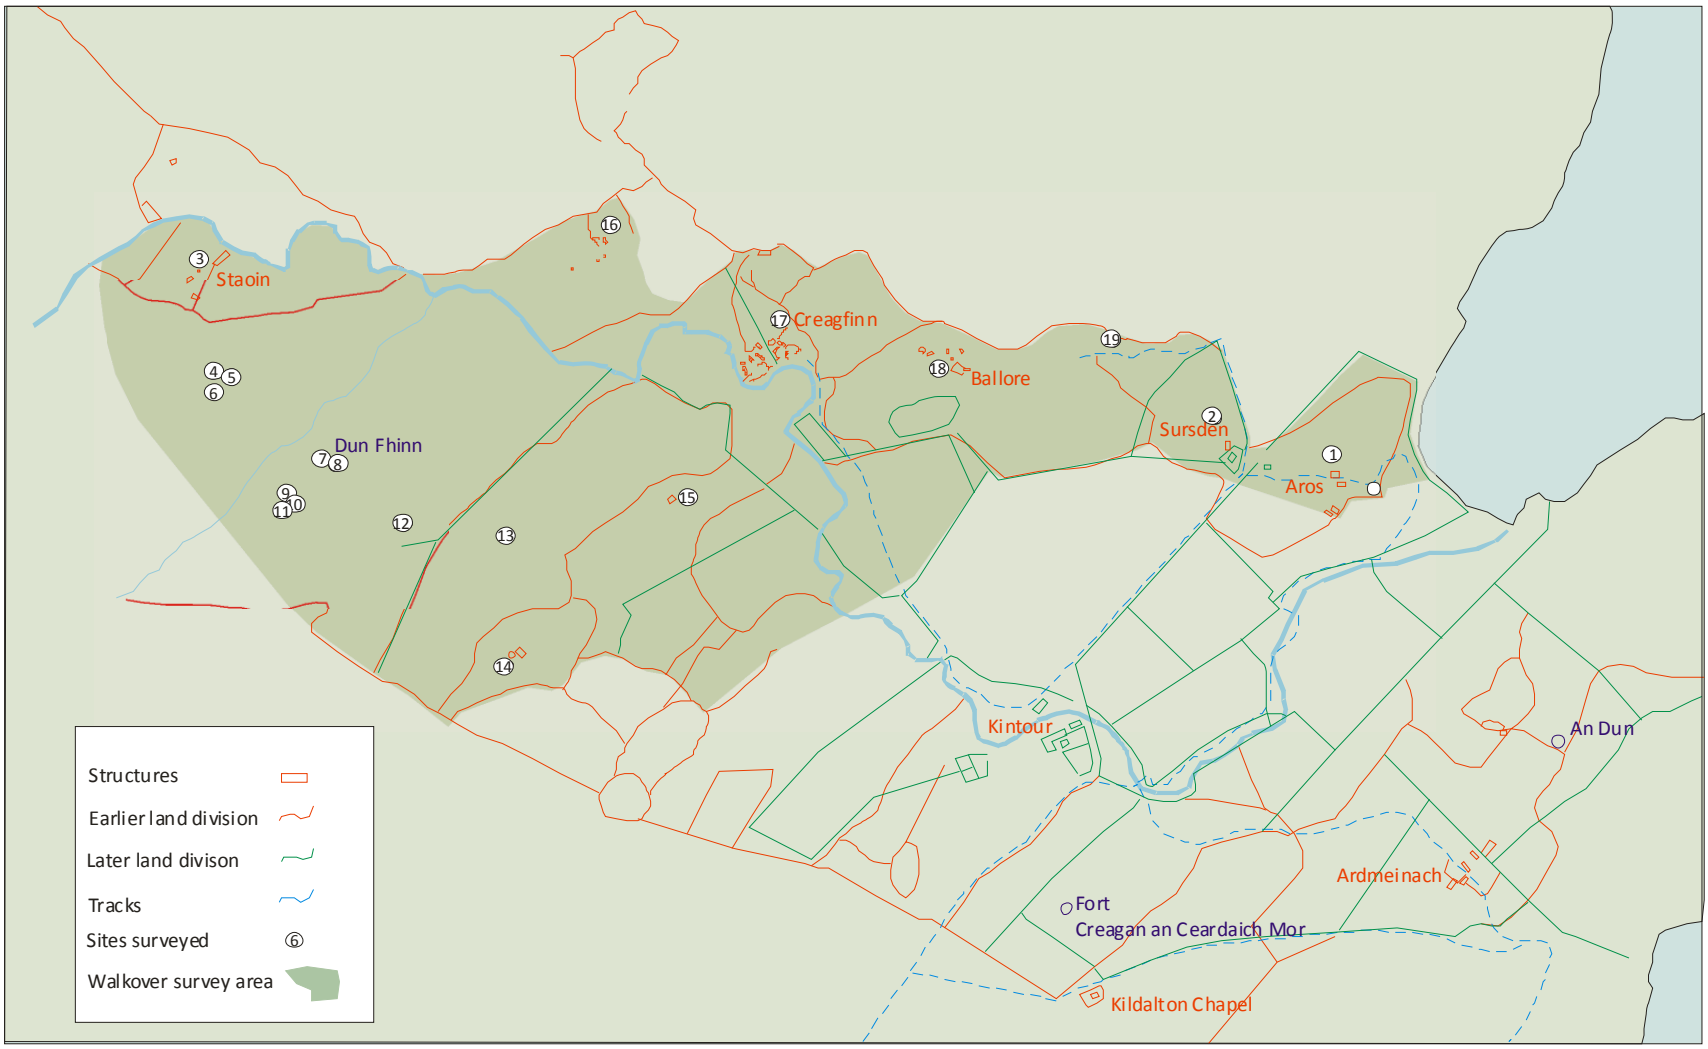 16
3
Staoin
17
Creagfinn
19
18
Ballore
4
5
6
2
Sursden
Dun Fhinn
7
8
1
Aros
9
10
11
15
12
13
14
Kintour
An Dun
Structures
Earlier land division
Later land divison
Tracks
Sites surveyed
6
Walkover survey area
Ardmeinach
Fort
Creagan an Ceardaich Mor
Kildalton Chapel